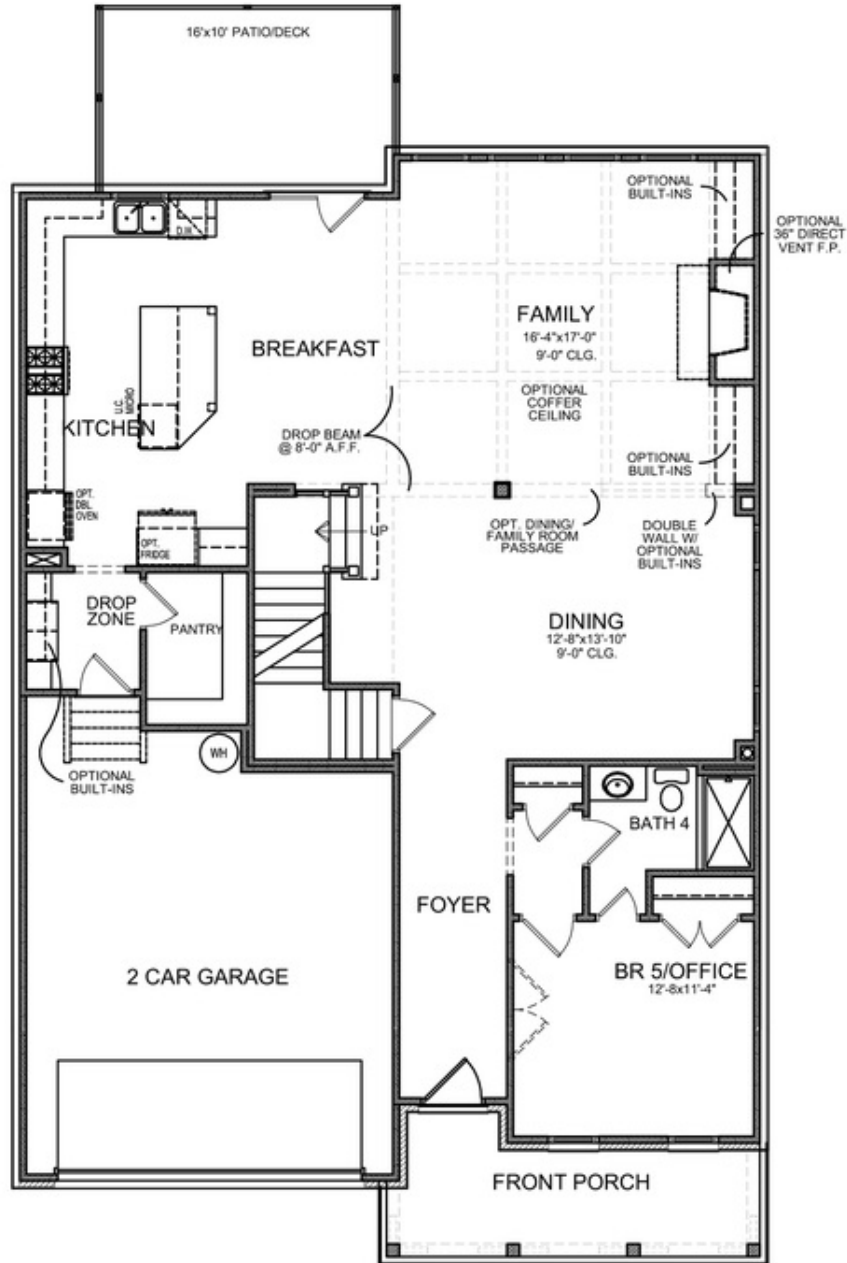 16'x10' PATIO/DECK
OPTIONAL
BUILT-INS
OPTIONAL
36" DIRECT
VENT F.P.
D.W.
FAMILY
16'-4"x17'-0"
9'-0" CLG.
BREAKFAST
OPTIONAL
COFFER
CEILING
U.C.
MICRO
KITCHEN
DROP BEAM
@ 8'-0" A.F.F.
OPTIONAL
BUILT-INS
OPT.
DBL
OVEN
OPT.
FRIDGE
UP
OPT. DINING/
FAMILY ROOM
PASSAGE
DOUBLE
WALL W/
OPTIONAL
BUILT-INS
DROP
ZONE
PANTRY
DINING
12'-8"x13'-10"
9'-0" CLG.
WH
OPTIONAL
BUILT-INS
BATH 4
FOYER
2 CAR GARAGE
BR 5/OFFICE
12'-8x11'-4"
FRONT PORCH